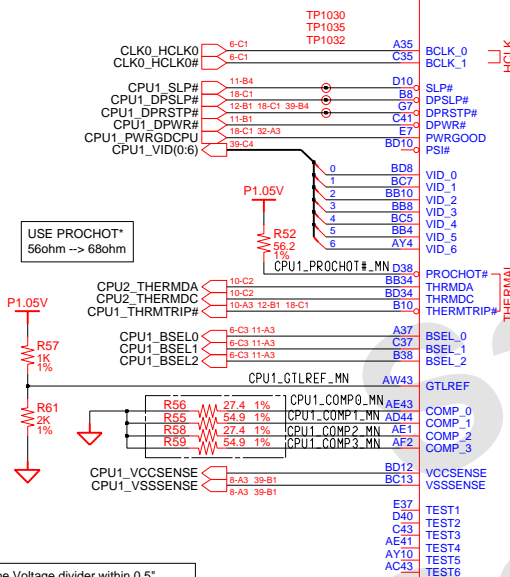 TP1030
TP1035
TP1032
CLK0_HCLK0 6-C1 A35 BCLK_0
CLK0_HCLK0# 6-C1 C35 BCLK_1
HCLK
CPU1_SLP# 11-B4 D10 SLP#
CPU1_DPSLP# 18-C1 B8 DPSLP#
CPU1_DPRSTP# 12-B1 18-C1 39-B4 G7 DPRSTP#
CPU1_DPWR# 11-B1 C41 DPWR#
CPU1_PWRGDCPU 18-C1 32-A3 E7 PWRGOOD
CPU1_VID(0:6) 39-C4 BD10 PSI#
0 BD8 VID_0
1 BC7 VID_1
2 BB10 VID_2
3 BB8 VID_3
4 BC5 VID_4
5 BB4 VID_5
6 AY4 VID_6
P1.05V
USE PROCHOT*
56ohm --> 68ohm
R52
56.2
1%
CPU1_PROCHOT#_MN D38 PROCHOT#
CPU2_THERMDA 10-C2 BB34 THRMDA
CPU2_THERMDC 10-C2 BD34 THRMDC
CPU1_THRMTRIP# 10-A3 12-B1 18-C1 B10 THERMTRIP#
THERMAL
P1.05V
R57
1K
1%
CPU1_BSEL0 6-C3 11-A3 A37 BSEL_0
CPU1_BSEL1 6-C3 11-A3 C37 BSEL_1
CPU1_BSEL2 6-C3 11-A3 B38 BSEL_2
CPU1_GTLREF_MN AW43 GTLREF
R61
2K
1%
R56 27.4 1% CPU1_COMP0_MN AE43 COMP_0
R55 54.9 1% CPU1_COMP1_MN AD44 COMP_1
R58 27.4 1% CPU1_COMP2_MN AE1 COMP_2
R59 54.9 1% CPU1_COMP3_MN AF2 COMP_3
CPU1_VCCSENSE BD12 VCCSENSE
8-A3 39-B1
CPU1_VSSSENSE BC13 VSSSENSE
8-A3 39-B1
E37 TEST1
D40 TEST2
C43 TEST3
AE41 TEST4
AY10 TEST5
AC43 TEST6
Voltage divider within 0.5"